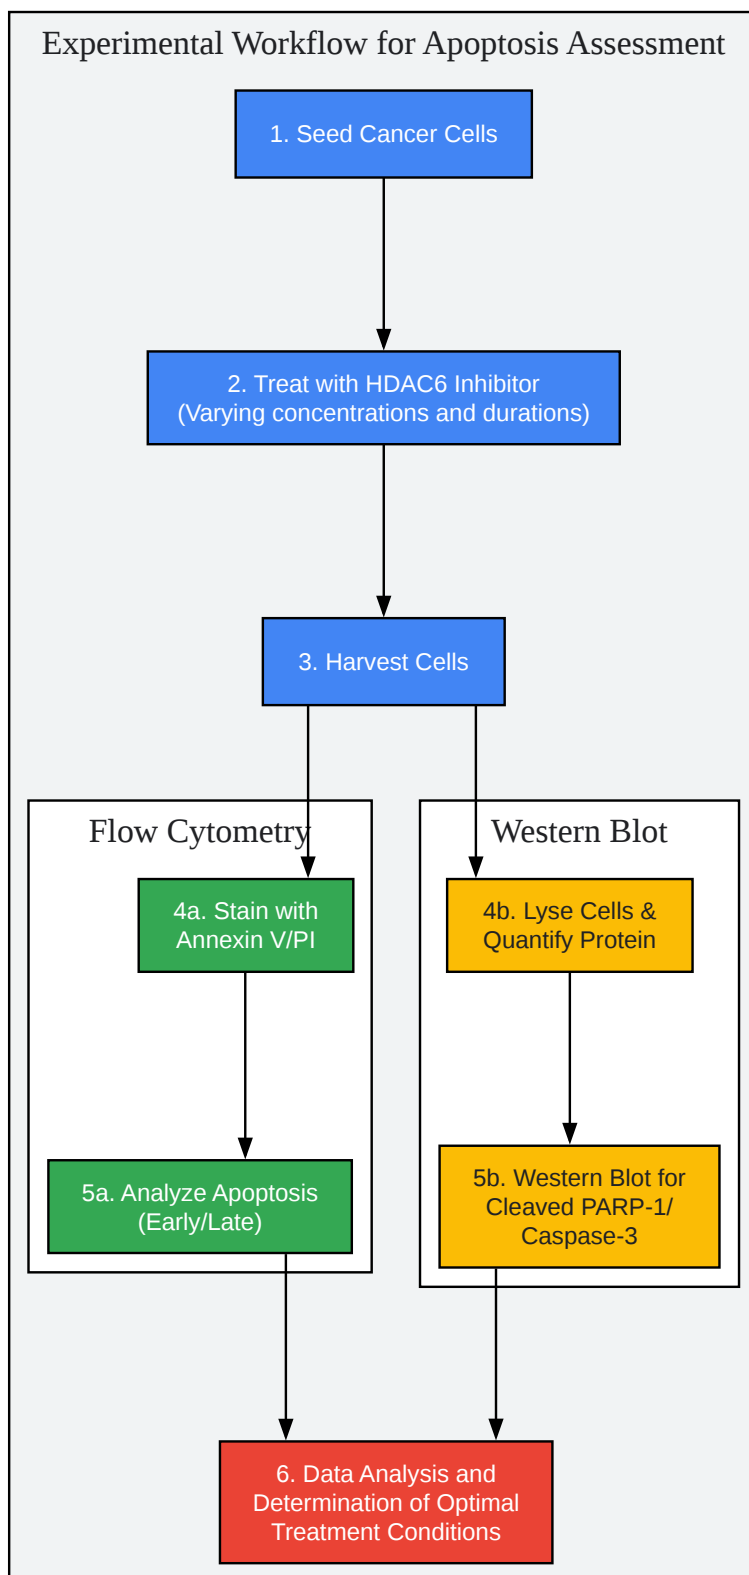 Experimental Workflow for Apoptosis Assessment
1. Seed Cancer Cells
2. Treat with HDAC6 Inhibitor
(Varying concentrations and durations)
3. Harvest Cells
Flow Cytometry
4a. Stain with
Annexin V/PI
5a. Analyze Apoptosis
(Early/Late)
Western Blot
4b. Lyse Cells &
Quantify Protein
5b. Western Blot for
Cleaved PARP-1/
Caspase-3
6. Data Analysis and
Determination of Optimal
Treatment Conditions